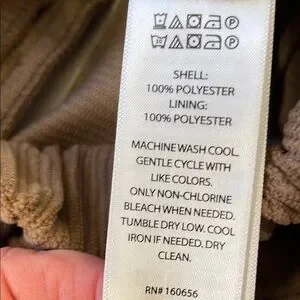 SHELL:
100% POLYESTER
LINING:
100% POLYESTER
MACHINE WASH COOL.
GENTLE CYCLE WITH
LIKE COLORS.
ONLY NON-CHLORINE
BLEACH WHEN NEEDED.
TUMBLE DRY LOW. COOL
IRON IF NEEDED. DRY
CLEAN.
RN# 160656